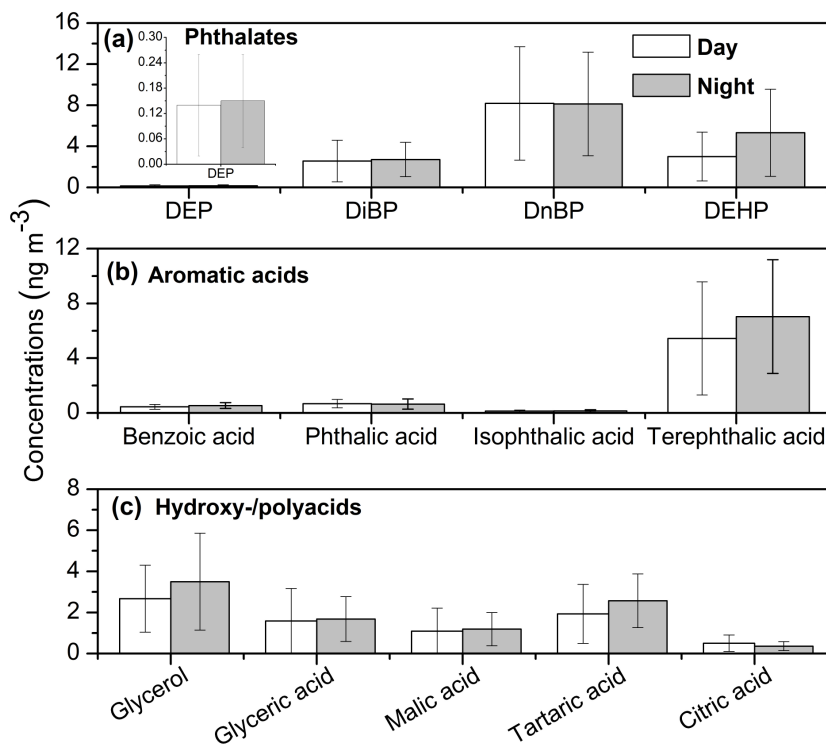 Concentrations (ng m⁻³)
(a) Phthalates
Day
Night
16
12
8
4
0
0.30
0.24
0.18
0.12
0.06
0.00
DEP
DEP
DiBP
DnBP
DEHP
(b) Aromatic acids
12
8
4
0
Benzoic acid
Phthalic acid
Isophthalic acid
Terephthalic acid
(c) Hydroxy-/polyacids
8
6
4
2
0
Glycerol
Glyceric acid
Malic acid
Tartaric acid
Citric acid